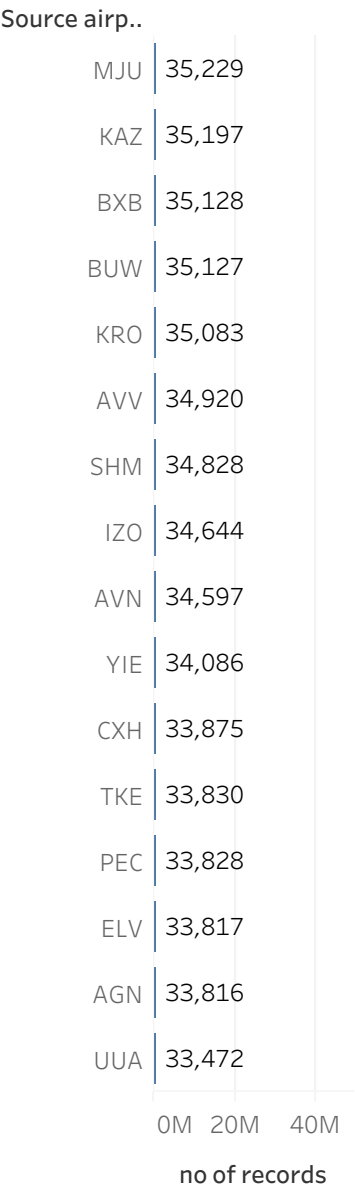 Source airp..
MJU 35,229
KAZ 35,197
BXB 35,128
BUW 35,127
KRO 35,083
AVV 34,920
SHM 34,828
IZO 34,644
AVN 34,597
YIE 34,086
CXH 33,875
TKE 33,830
PEC 33,828
ELV 33,817
AGN 33,816
UUA 33,472
0M 20M 40M
no of records